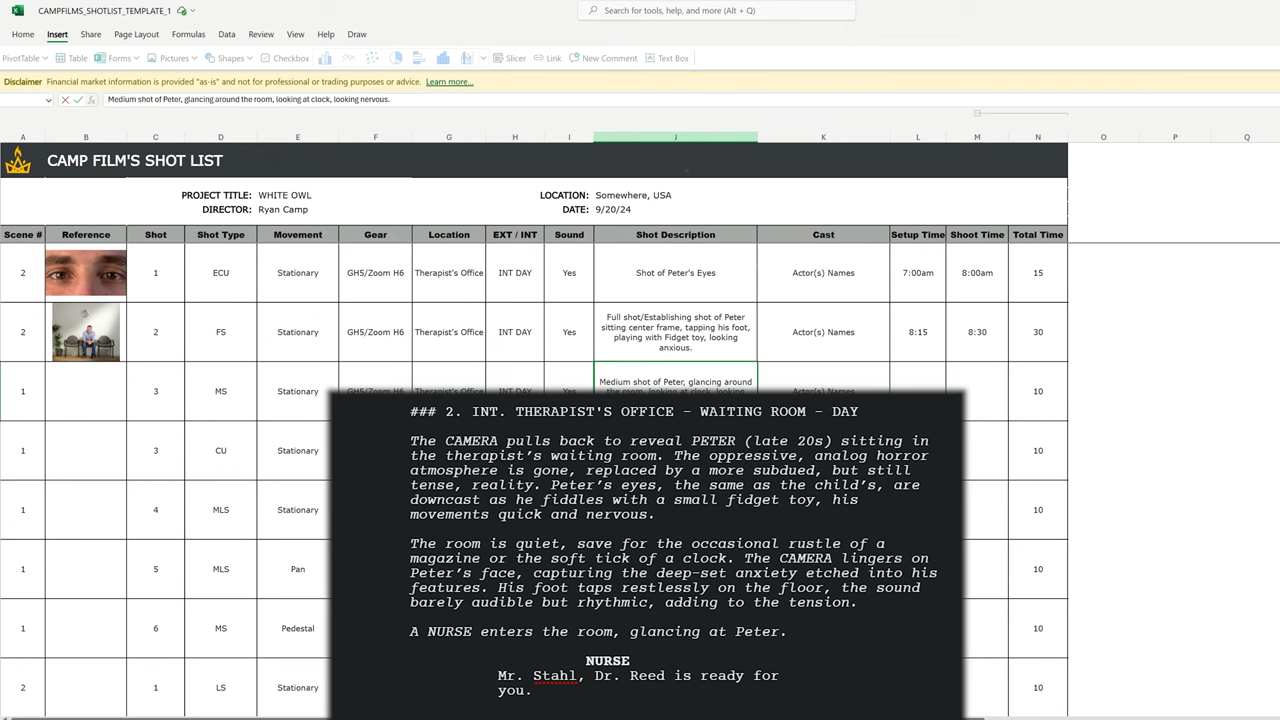 CAMPFILMS_SHOTLIST_TEMPLATE_1
Search for tools, help, and more (Alt + Q)
Home Insert Share Page Layout Formulas Data Review View Help Draw
PivotTable Table Forms Pictures Shapes Checkbox Slicer Link New Comment Text Box
Disclaimer Financial market information is provided "as-is" and not for professional or trading purposes or advice. Learn more...
Medium shot of Peter, glancing around the room, looking at clock, looking nervous.
A B C D E F G H I J K L M N O P Q
CAMP FILM'S SHOT LIST
PROJECT TITLE: WHITE OWL LOCATION: Somewhere, USA
DIRECTOR: Ryan Camp DATE: 9/20/24
Scene # Reference Shot Shot Type Movement Gear Location EXT / INT Sound Shot Description Cast Setup Time Shoot Time Total Time
2 1 ECU Stationary GH5/Zoom H6 Therapist's Office INT DAY Yes Shot of Peter's Eyes Actor(s) Names 7:00am 8:00am 15
2 2 FS Stationary GH5/Zoom H6 Therapist's Office INT DAY Yes Full shot/Establishing shot of Peter
sitting center frame, tapping his foot,
playing with Fidget toy, looking
anxious. Actor(s) Names 8:15 8:30 30
1 3 MS Stationary GH5/Zoom H6 Therapist's Office INT DAY Yes Medium shot of Peter, glancing around
the room, looking at clock, looking Actor(s) Names 10
1 3 CU Stationary 10
1 4 MLS Stationary 10
1 5 MLS Pan 10
1 6 MS Pedestal 10
2 1 LS Stationary 10
### 2. INT. THERAPIST'S OFFICE - WAITING ROOM - DAY
The CAMERA pulls back to reveal PETER (late 20s) sitting in
the therapist's waiting room. The oppressive, analog horror
atmosphere is gone, replaced by a more subdued, but still
tense, reality. Peter's eyes, the same as the child's, are
downcast as he fiddles with a small fidget toy, his
movements quick and nervous.
The room is quiet, save for the occasional rustle of a
magazine or the soft tick of a clock. The CAMERA lingers on
Peter's face, capturing the deep-set anxiety etched into his
features. His foot taps restlessly on the floor, the sound
barely audible but rhythmic, adding to the tension.
A NURSE enters the room, glancing at Peter.
NURSE
Mr. Stahl, Dr. Reed is ready for
you.